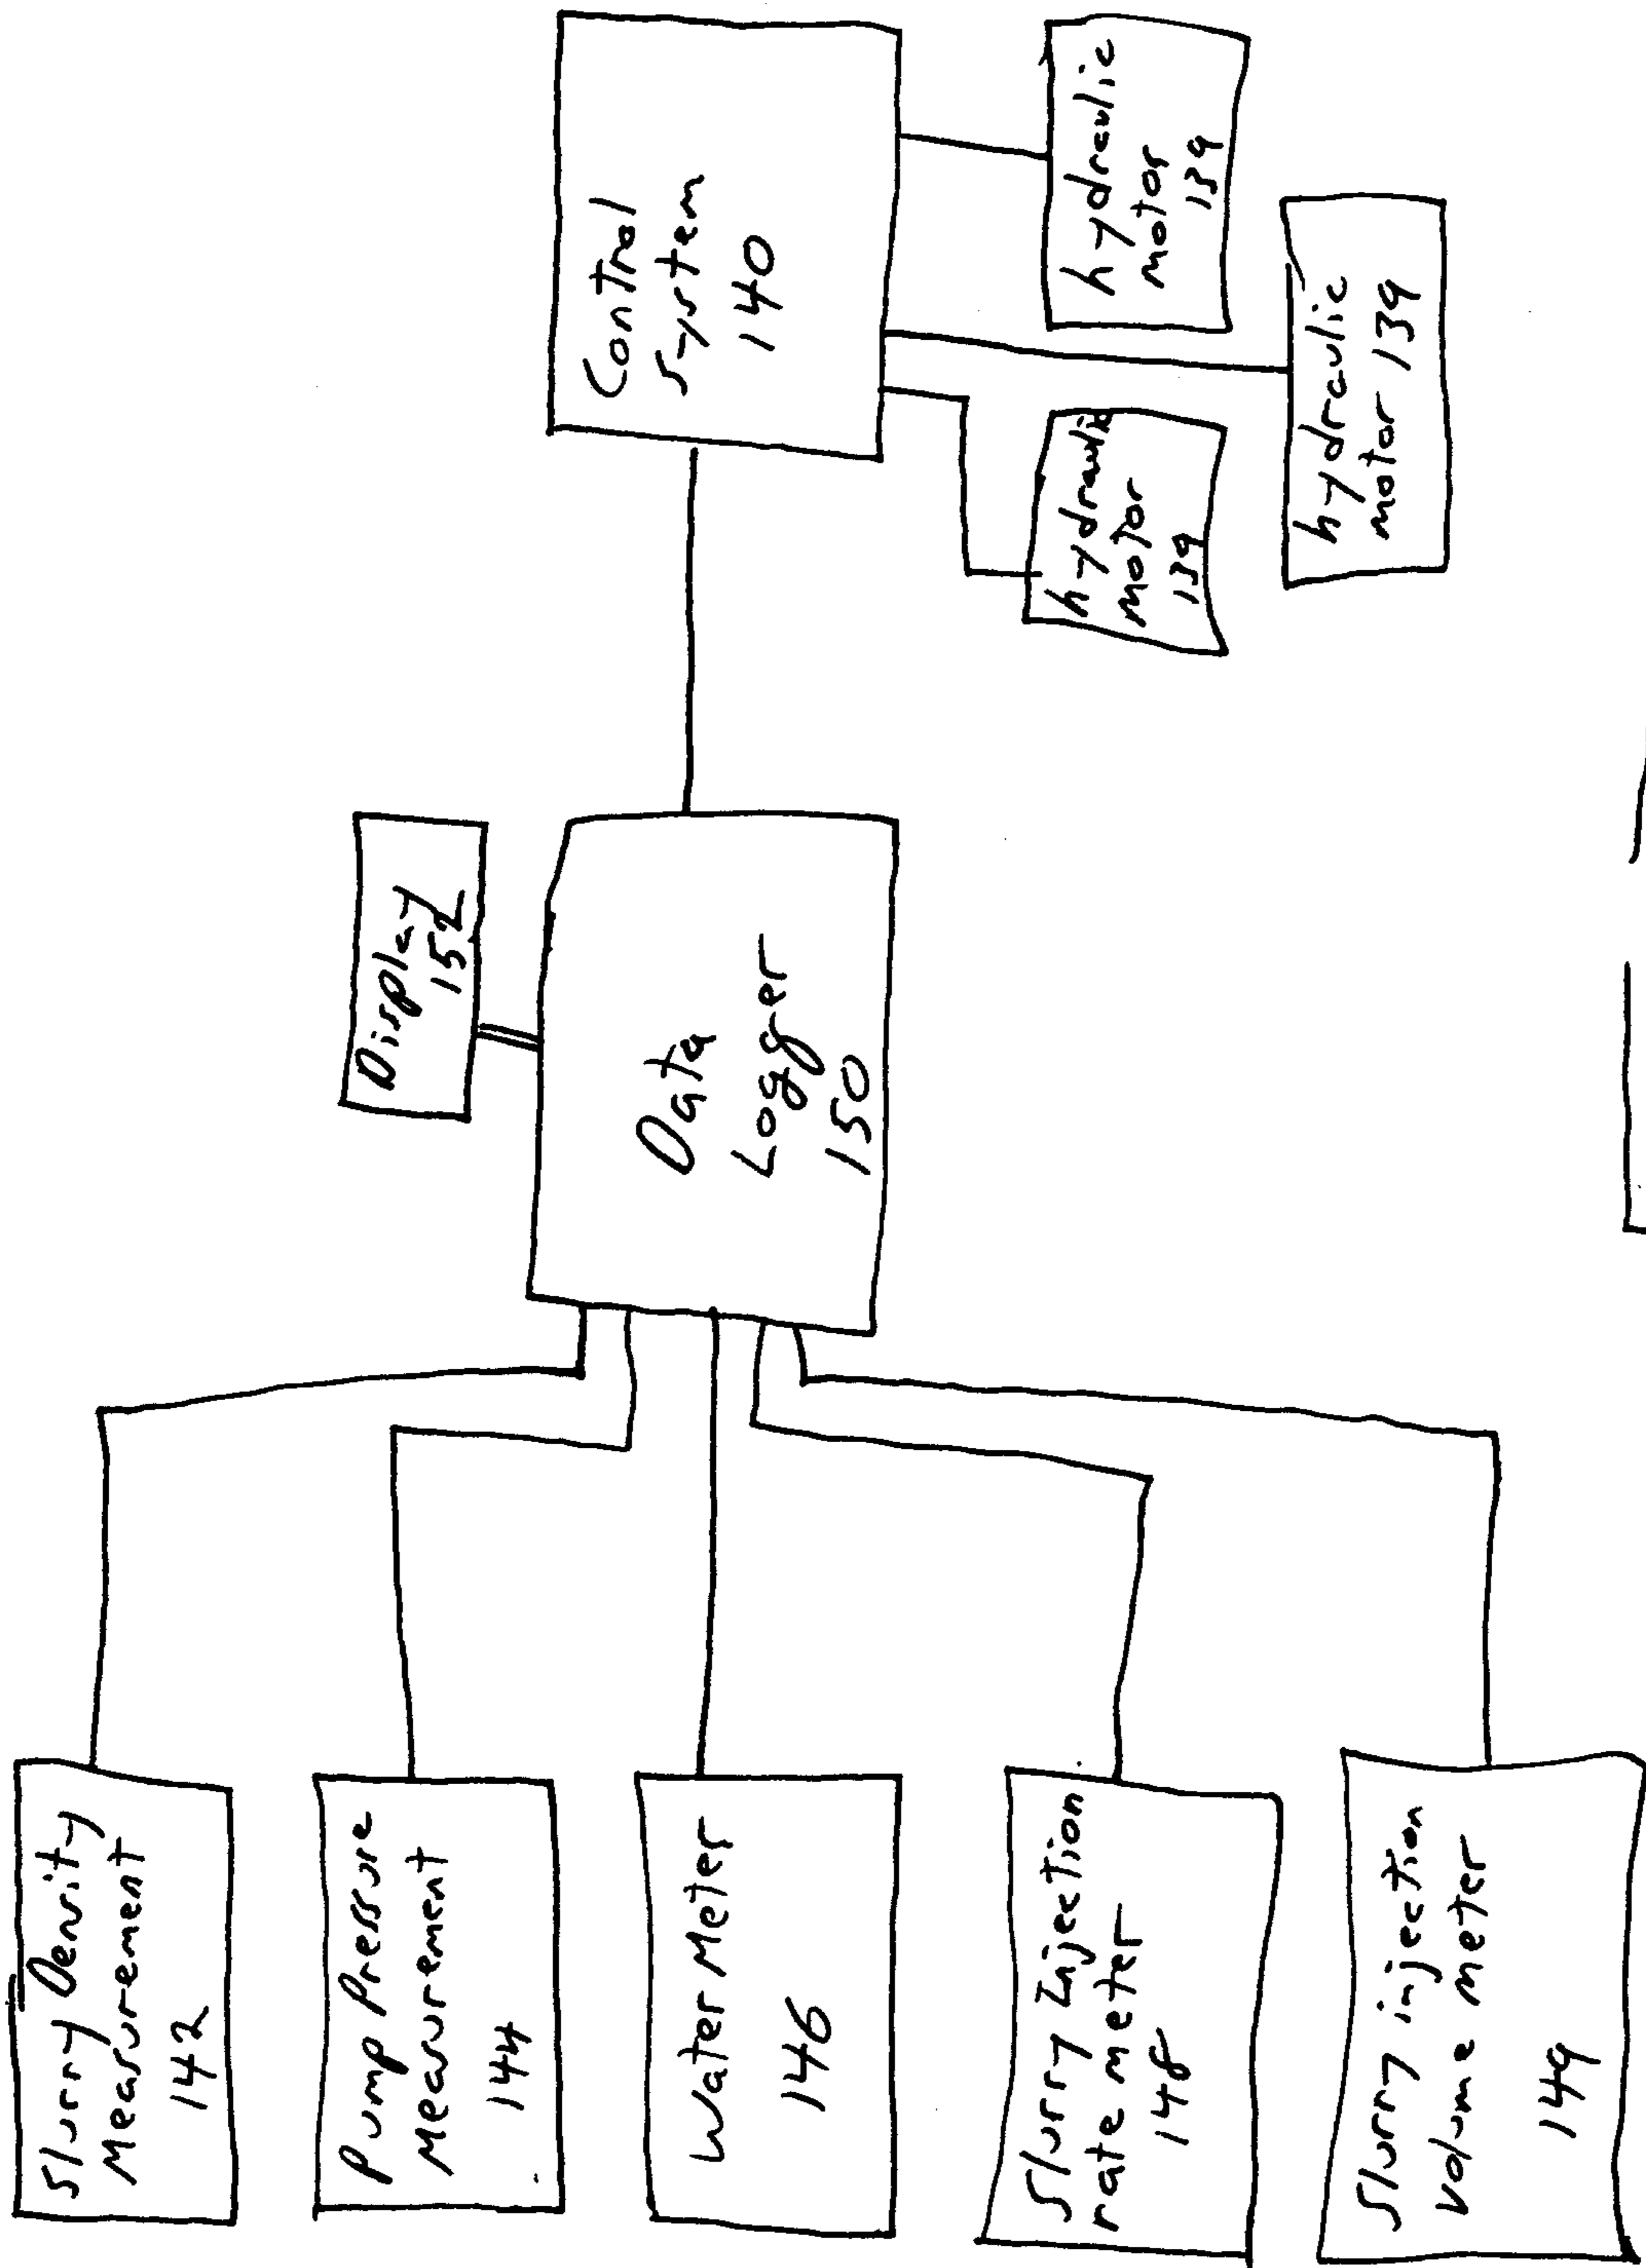 Slurry Density
Measurement
142
Pump Pressure
Measurement
144
Water Meter
146
Slurry Injection
rate meter
148
Slurry injection
volume meter
149
Display
152
Data
Logger
150
Control
System
140
hydraulic
motor
139
hydraulic
motor 139
hydraulic
motor
139